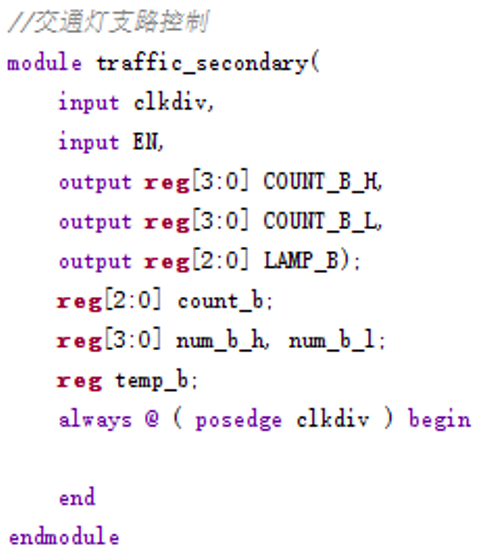 //交通灯支路控制
module traffic_secondary(
    input clkdiv,
    input EN,
    output reg[3:0] COUNT_B_H,
    output reg[3:0] COUNT_B_L,
    output reg[2:0] LAMP_B);
    reg[2:0] count_b;
    reg[3:0] num_b_h, num_b_l;
    reg temp_b;
    always @ ( posedge clkdiv ) begin
    end
endmodule